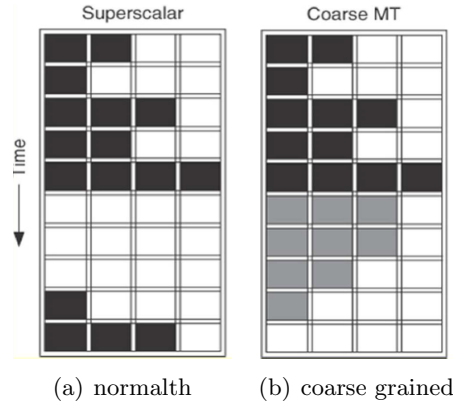 Superscalar
Coarse MT
Time
(a) normalth
(b) coarse grained